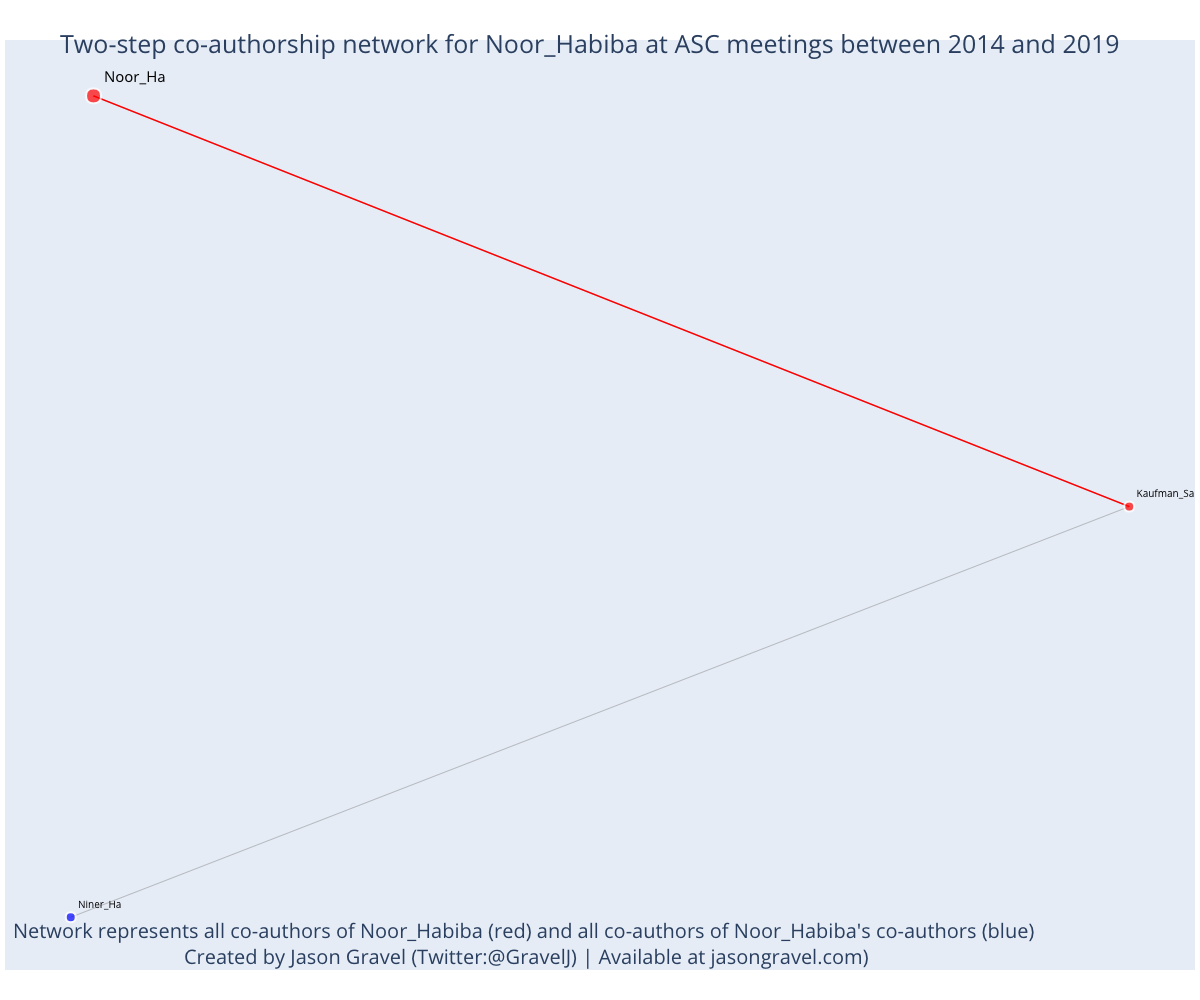 Two-step co-authorship network for Noor_Habiba at ASC meetings between 2014 and 2019
Noor_Ha
Kaufman_Sa
Niner_Ha
Network represents all co-authors of Noor_Habiba (red) and all co-authors of Noor_Habiba's co-authors (blue)
Created by Jason Gravel (Twitter:@GravelJ) | Available at jasongravel.com)